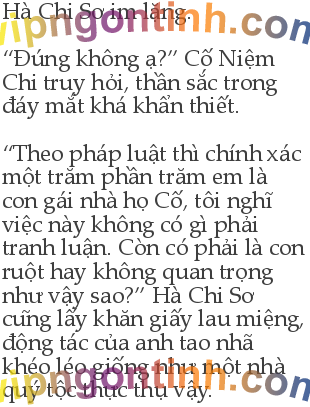 Hà Chi Sơ im lặng.
“Đúng không ạ?” Cố Niệm
Chi truy hỏi, thần sắc trong
đáy mắt khá khẩn thiết.
“Theo pháp luật thì chính xác
một trăm phần trăm em là
con gái nhà họ Cố, tôi nghĩ
việc này không có gì phải
tranh luận. Còn có phải là con
ruột hay không quan trọng
như vậy sao?” Hà Chi Sơ
cũng lấy khăn giấy lau miệng,
động tác của anh tao nhã
khéo léo giống như một nhà
quý tộc thực thụ vậy.
vipngontinh.com
vipngontinh.com